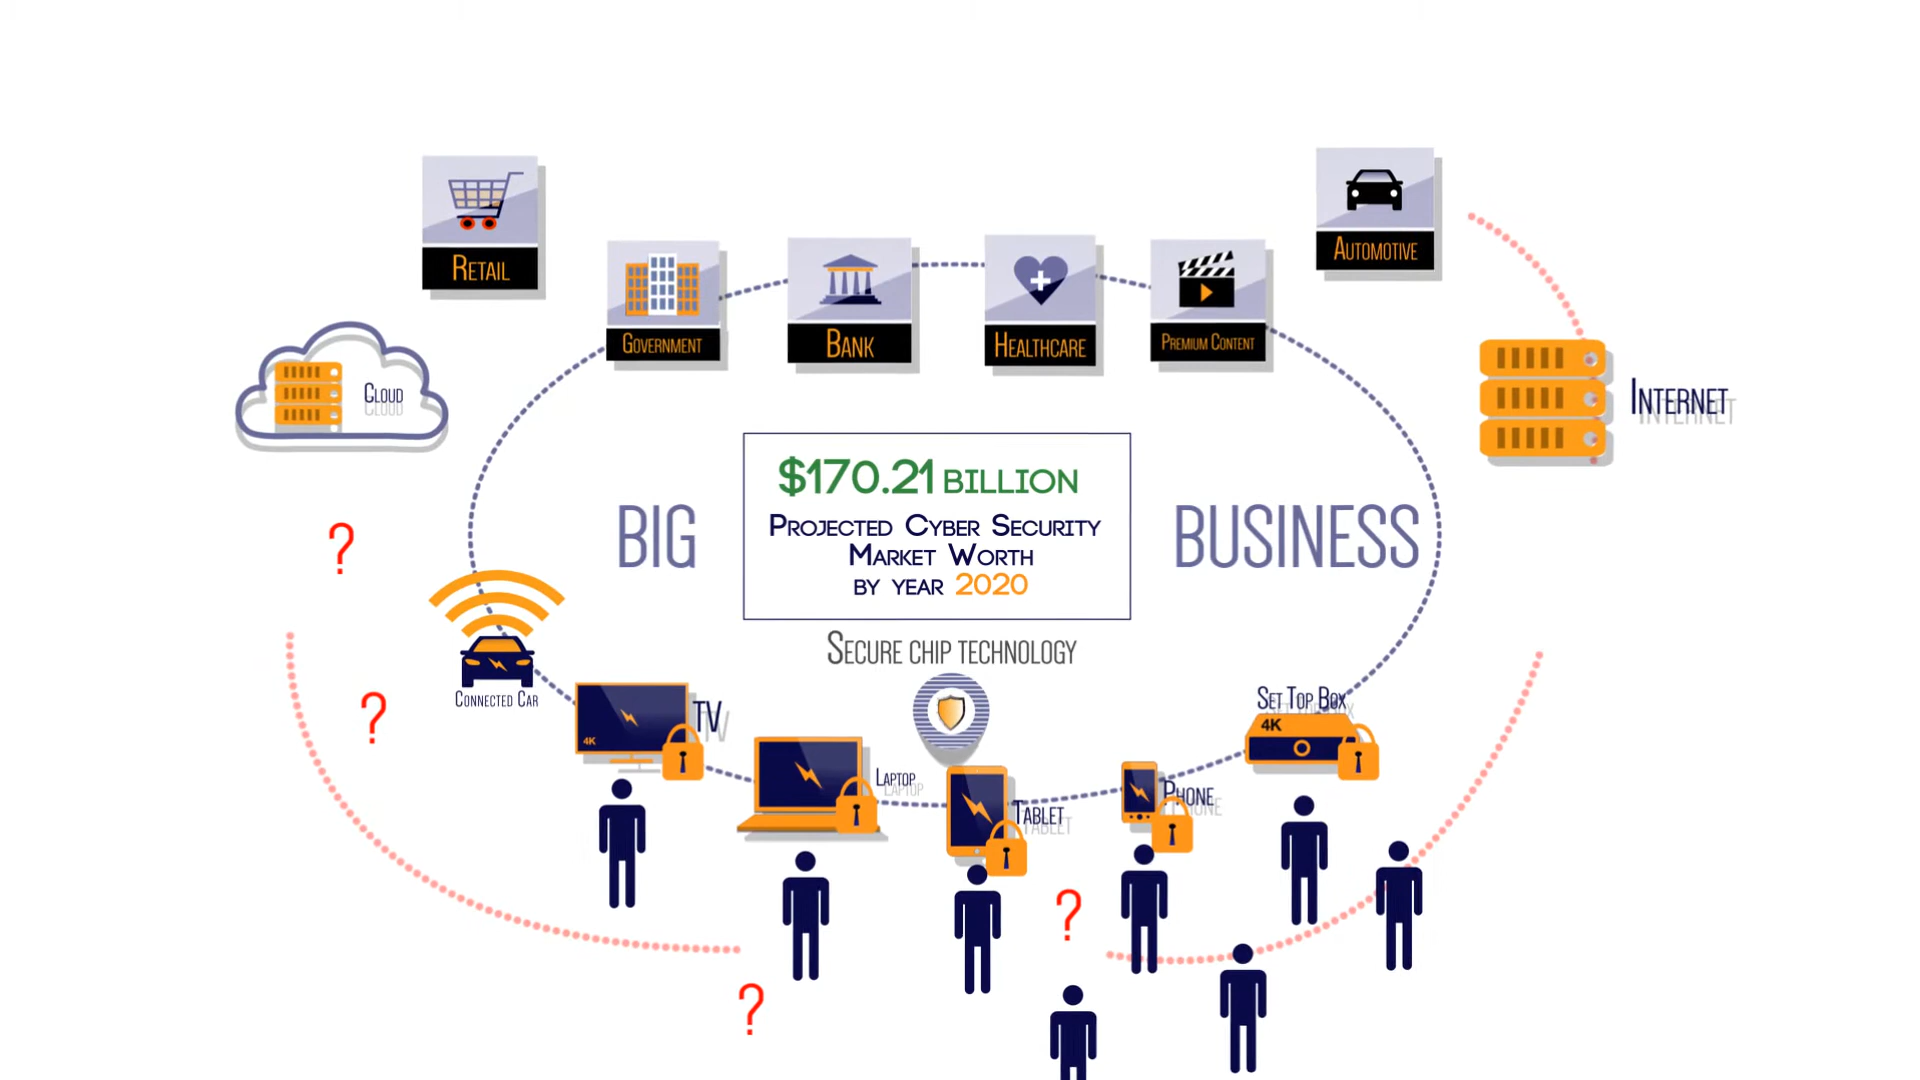 Retail
Automotive
Government
Bank
Healthcare
Premium Content
Cloud
Internet
$170.21 billion
Projected Cyber Security
Market Worth
by year 2020
BIG
BUSINESS
?
Secure chip technology
Connected Car
TV
4K
Set Top Box
4K
?
Laptop
Phone
Tablet
?
?